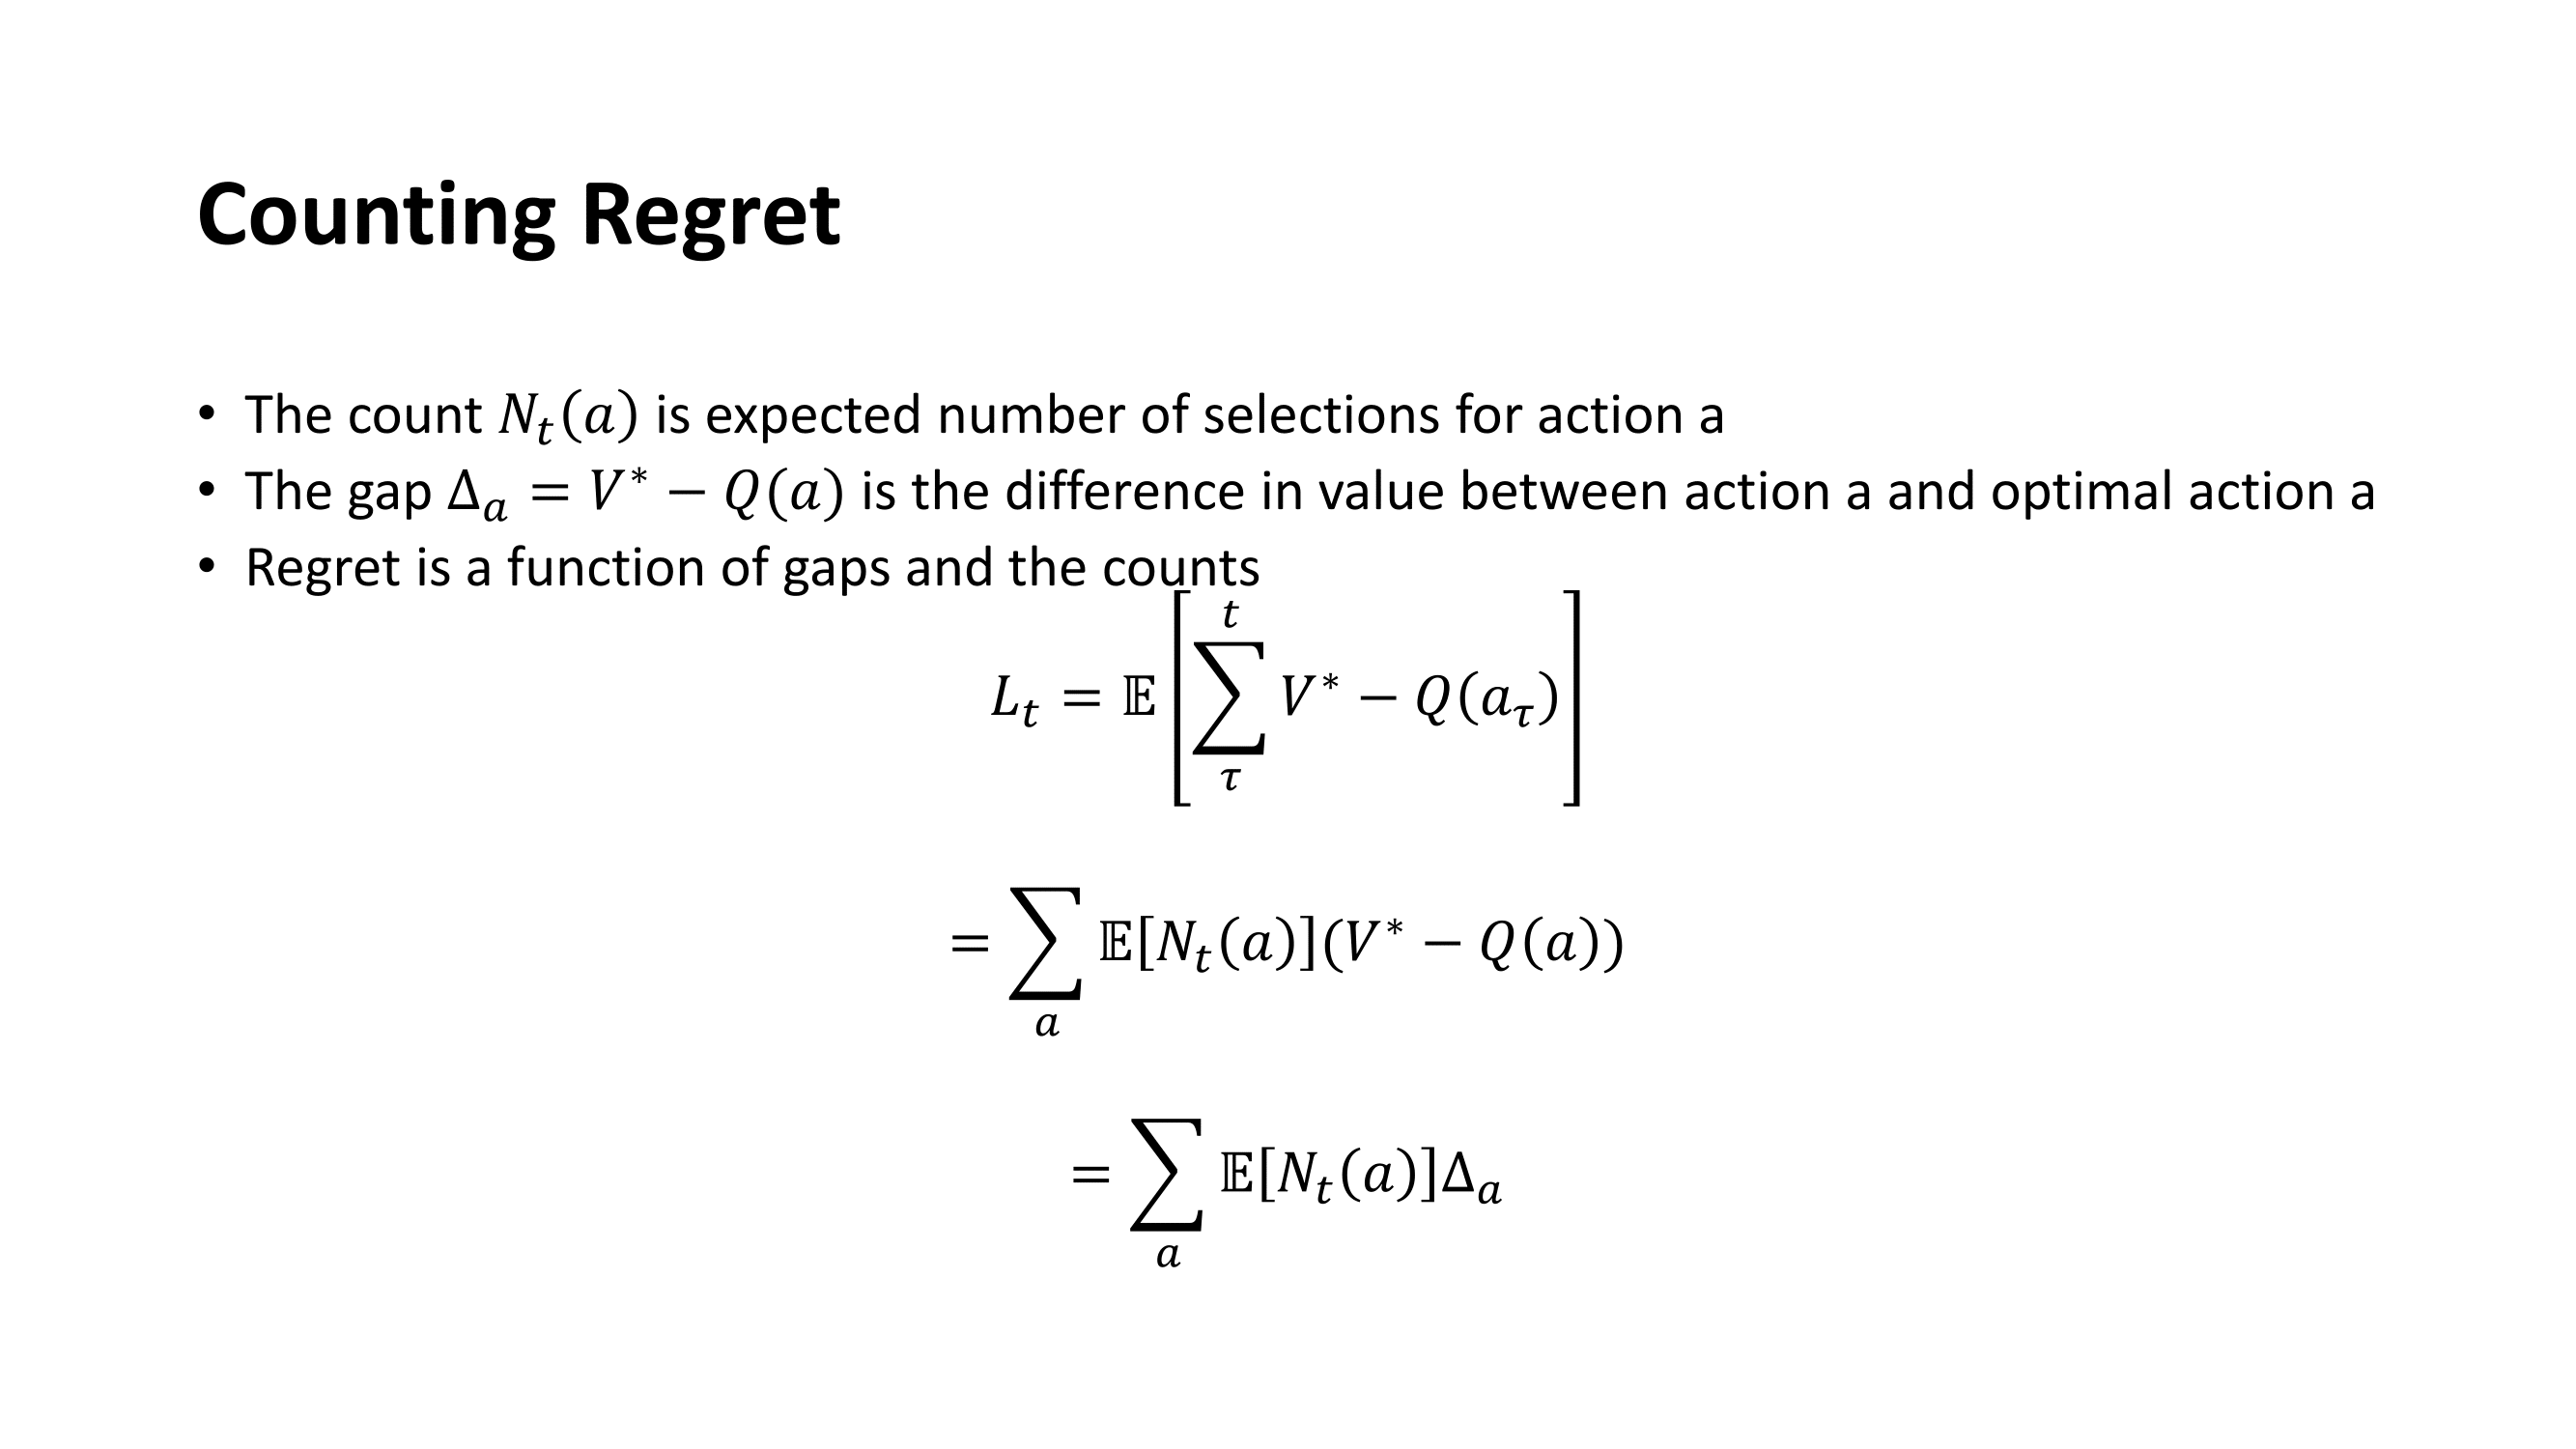 Counting Regret
• The count $N_t(a)$ is expected number of selections for action a
• The gap $\Delta_a = V^* - Q(a)$ is the difference in value between action a and optimal action a
• Regret is a function of gaps and the counts
$L_t = \mathbb{E}\left[\sum_{\tau}^{t} V^* - Q(a_\tau)\right]$
$= \sum_{a} \mathbb{E}[N_t(a)](V^* - Q(a))$
$= \sum_{a} \mathbb{E}[N_t(a)]\Delta_a$